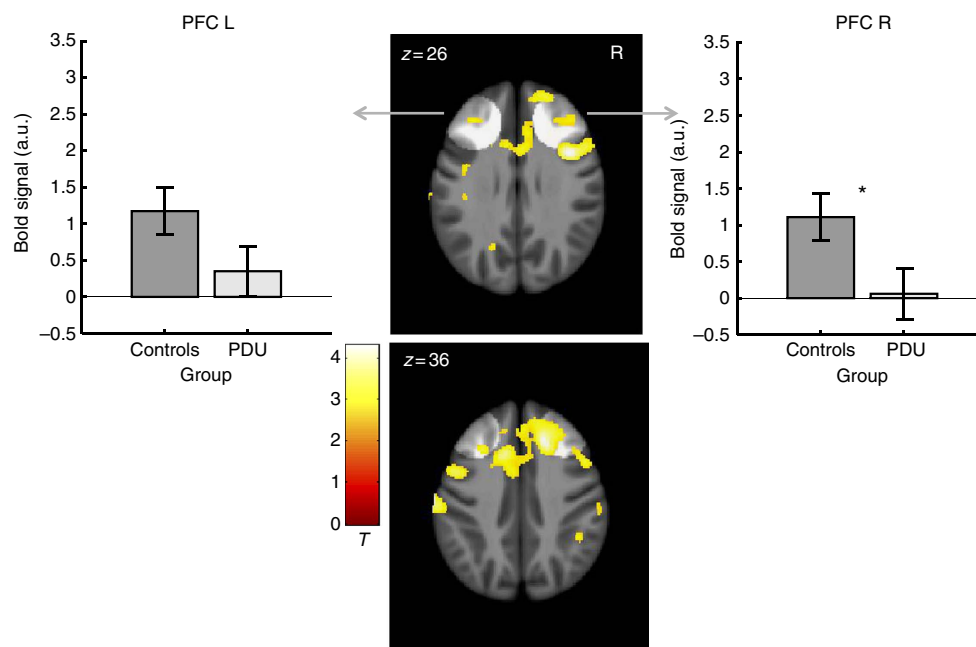 PFC L
3.5
3
2.5
2
1.5
1
0.5
0
–0.5
Bold signal (a.u.)
Controls PDU
Group
z=26 R
PFC R
3.5
3
2.5
2
1.5
1
0.5
0
–0.5
Bold signal (a.u.)
*
Controls PDU
Group
4
3
2
1
0
T
z=36